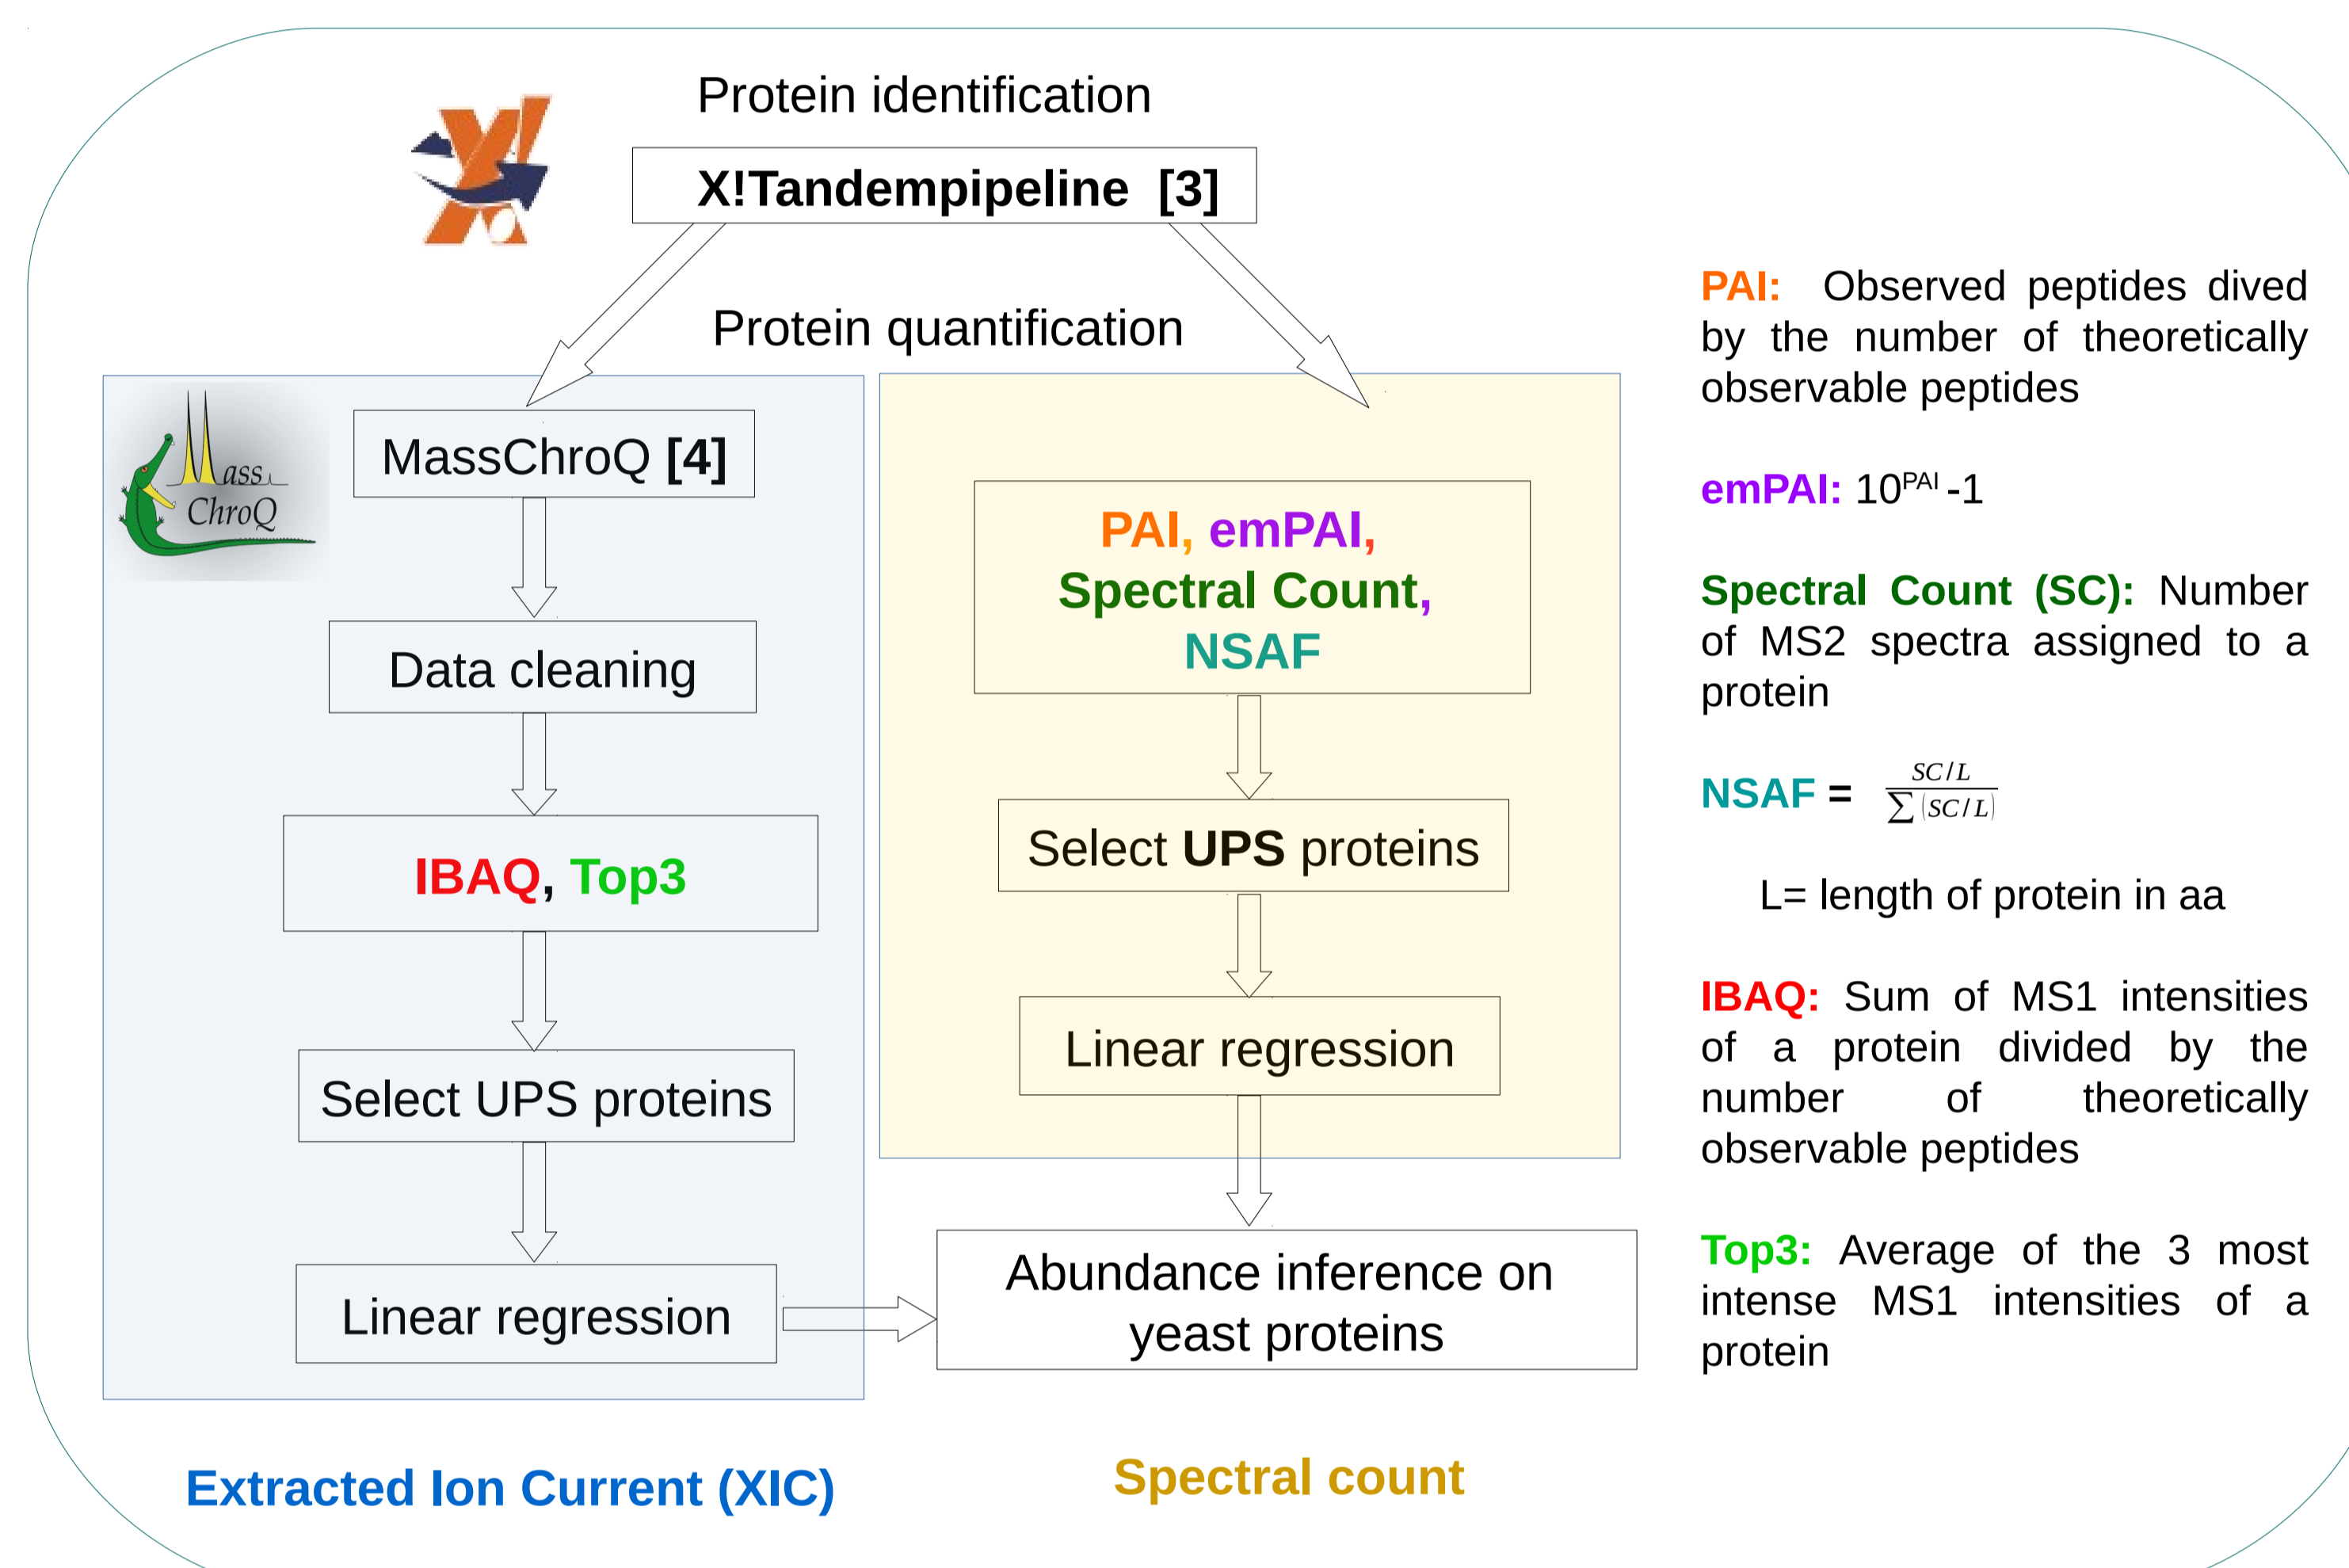 Protein identification
X!Tandempipeline [3]
Protein quantification
Mass
ChroQ
MassChroQ [4]
Data cleaning
IBAQ, Top3
Select UPS proteins
Linear regression
Extracted Ion Current (XIC)
PAI, emPAI,
Spectral Count,
NSAF
Select UPS proteins
Linear regression
Abundance inference on
yeast proteins
Spectral count
PAI: Observed peptides dived
by the number of theoretically
observable peptides
emPAI: 10^PAI -1
Spectral Count (SC): Number
of MS2 spectra assigned to a
protein
NSAF = SC/L / ∑(SC/L)
L= length of protein in aa
IBAQ: Sum of MS1 intensities
of a protein divided by the
number of theoretically
observable peptides
Top3: Average of the 3 most
intense MS1 intensities of a
protein